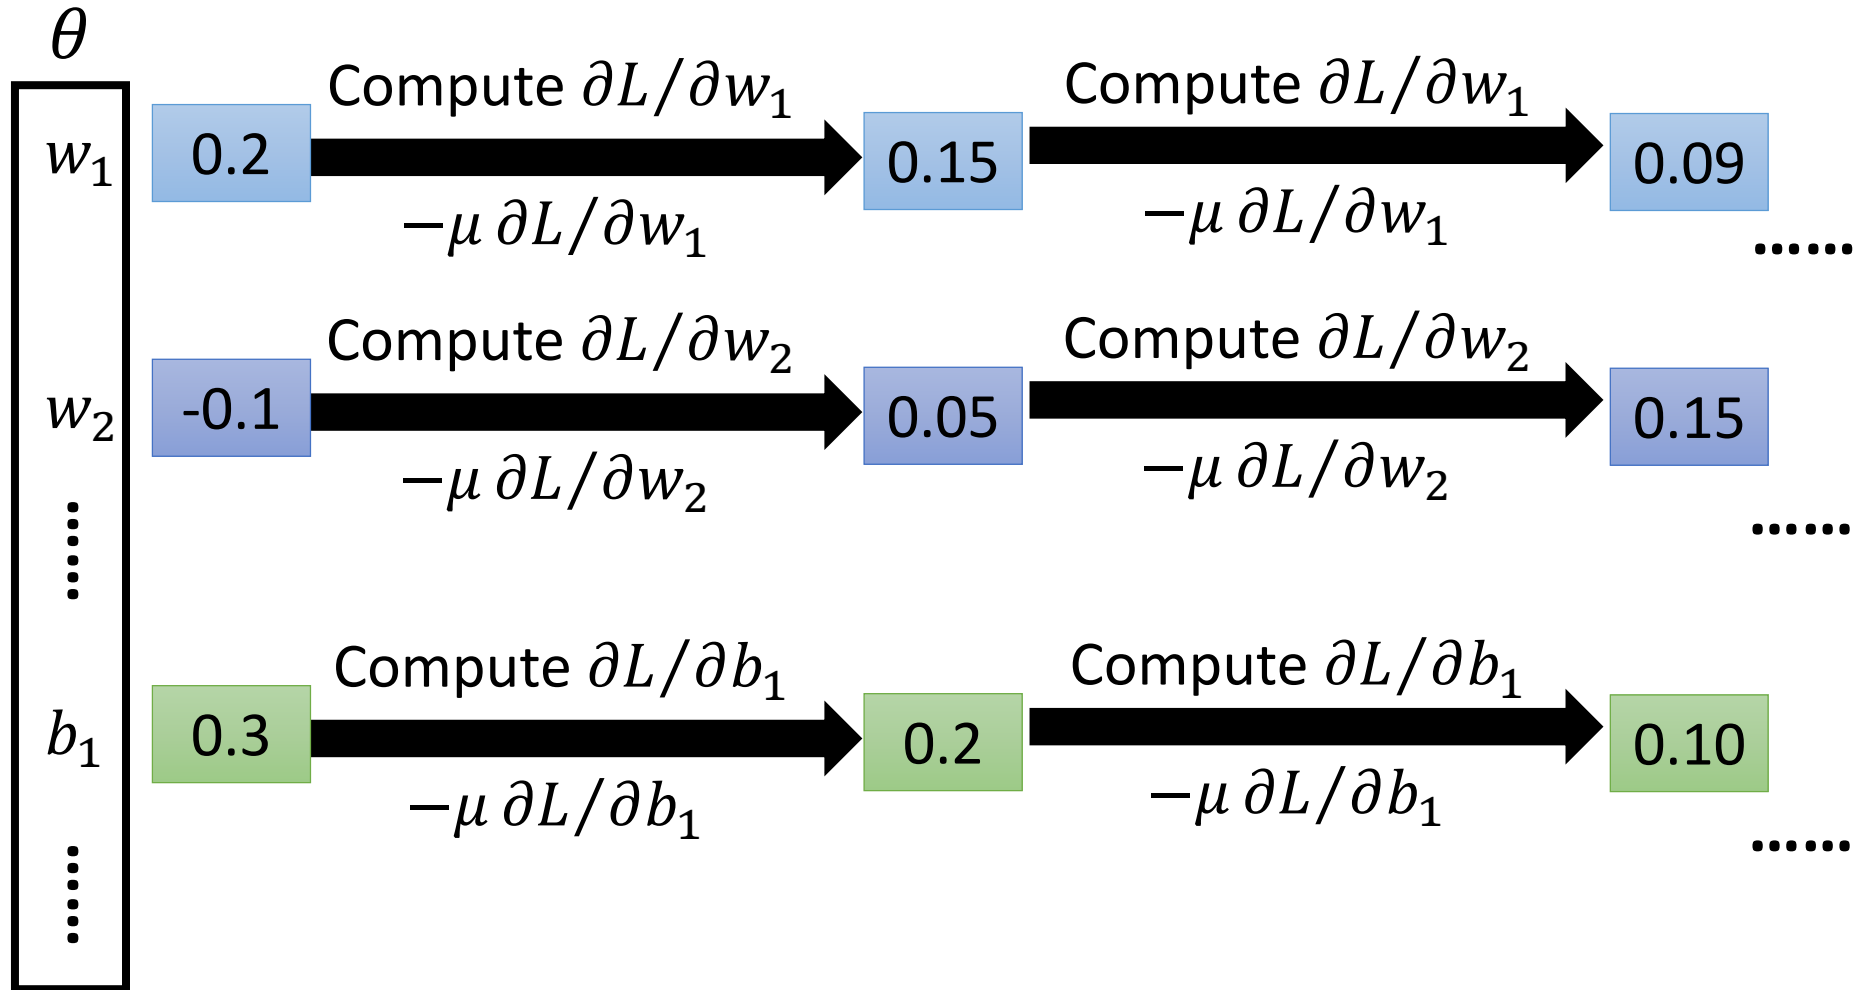 θ
Compute ∂L/∂w₁ Compute ∂L/∂w₁
w₁ 0.2 0.15 0.09
−μ ∂L/∂w₁ −μ ∂L/∂w₁
……
Compute ∂L/∂w₂ Compute ∂L/∂w₂
w₂ -0.1 0.05 0.15
−μ ∂L/∂w₂ −μ ∂L/∂w₂
…… ……
Compute ∂L/∂b₁ Compute ∂L/∂b₁
b₁ 0.3 0.2 0.10
−μ ∂L/∂b₁ −μ ∂L/∂b₁
…… ……